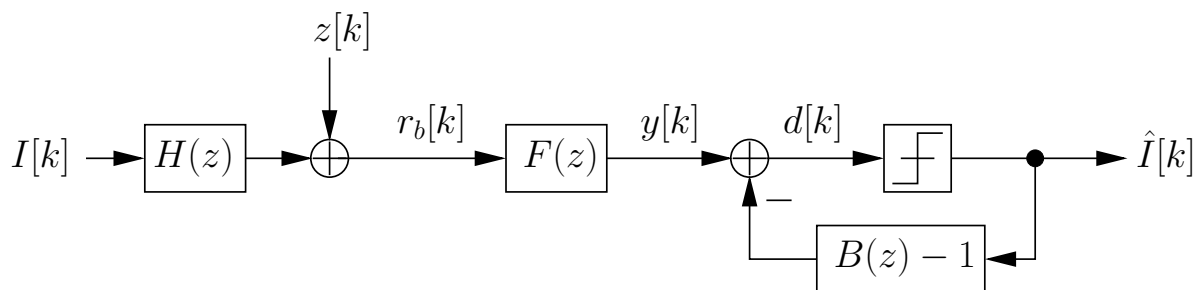 z[k]
I[k]
H(z)
r_b[k]
F(z)
y[k]
d[k]
Î[k]
−
B(z) − 1